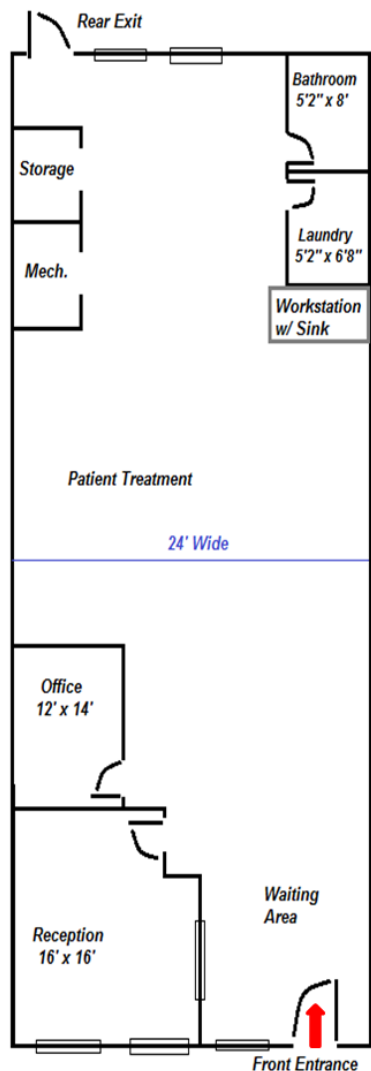 Rear Exit
Bathroom
5'2" x 8'
Storage
Laundry
5'2" x 6'8"
Mech.
Workstation
w/ Sink
Patient Treatment
24' Wide
Office
12' x 14'
Waiting
Area
Reception
16' x 16'
Front Entrance